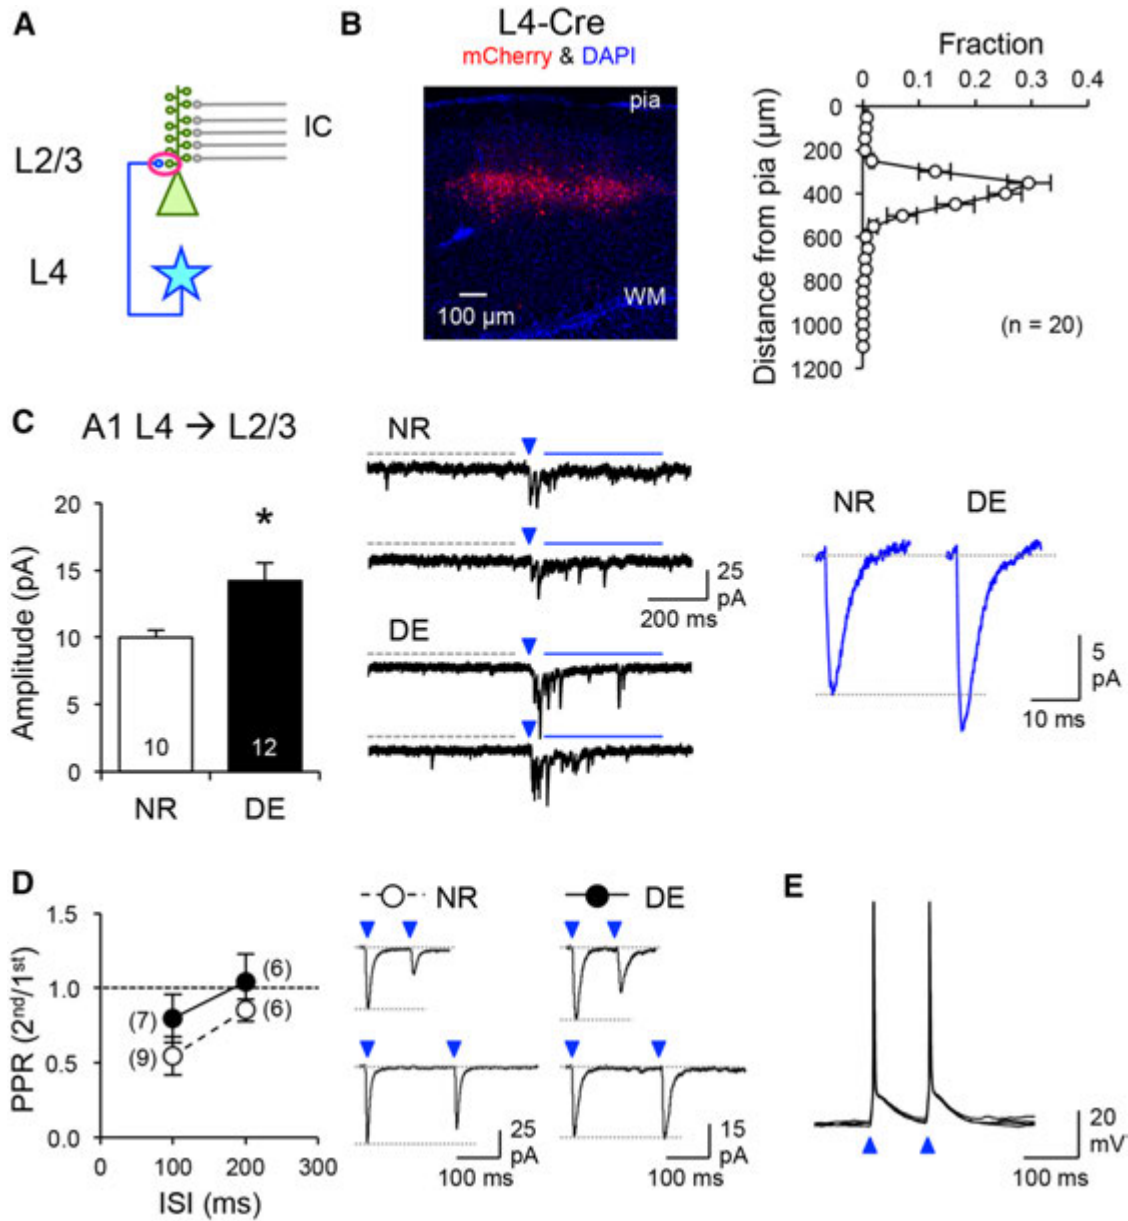 A
L2/3
IC
L4
B
L4-Cre
mCherry & DAPI
pia
WM
100 μm
Fraction
0 0.1 0.2 0.3 0.4
Distance from pia (μm)
0
200
400
600
800
1000
1200
(n = 20)
C
A1 L4 → L2/3
Amplitude (pA)
20
15
10
5
0
10
12
*
NR
DE
NR
25
pA
200 ms
DE
NR
DE
5
pA
10 ms
D
PPR (2nd/1st)
1.5
1.0
0.5
0.0
(7)
(9)
(6)
(6)
0 100 200 300
ISI (ms)
NR
DE
25
pA
100 ms
15
pA
100 ms
E
20
mV
100 ms